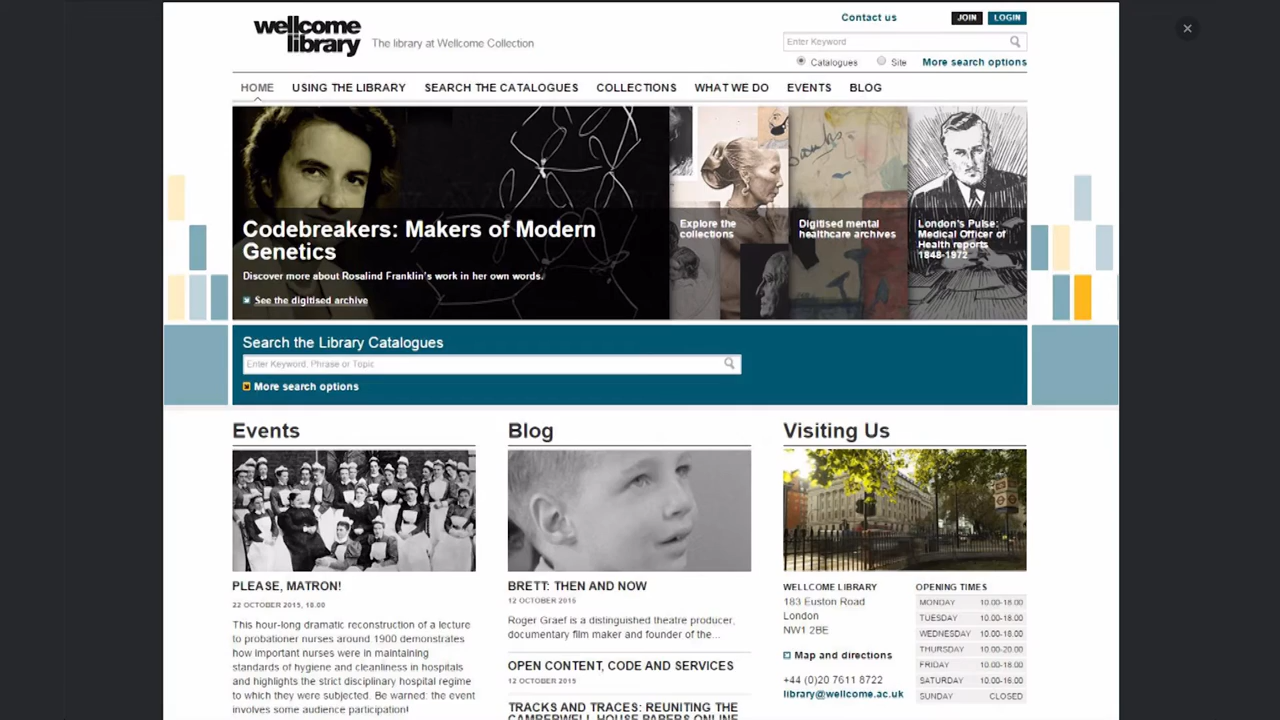 wellcome
library
The library at Wellcome Collection
Contact us
JOIN
LOGIN
Enter Keyword
Catalogues
Site
More search options
HOME
USING THE LIBRARY
SEARCH THE CATALOGUES
COLLECTIONS
WHAT WE DO
EVENTS
BLOG
Codebreakers: Makers of Modern
Genetics
Discover more about Rosalind Franklin's work in her own words.
See the digitised archive
Explore the
collections
Digitised mental
healthcare archives
London's Pulse:
Medical Officer of
Health reports
1848-1972
Search the Library Catalogues
Enter Keyword, Phrase or Topic
More search options
Events
PLEASE, MATRON!
22 OCTOBER 2015, 18.00
This hour-long dramatic reconstruction of a lecture
to probationer nurses around 1900 demonstrates
how important nurses were in maintaining
standards of hygiene and cleanliness in hospitals
and highlights the strict disciplinary hospital regime
to which they were subjected. Be warned: the event
involves some audience participation!
Blog
BRETT: THEN AND NOW
12 OCTOBER 2015
Roger Graef is a distinguished theatre producer,
documentary film maker and founder of the...
OPEN CONTENT, CODE AND SERVICES
12 OCTOBER 2015
TRACKS AND TRACES: REUNITING THE
CAMBERWELL HOUSE PAPERS ONLINE
Visiting Us
WELLCOME LIBRARY
183 Euston Road
London
NW1 2BE
Map and directions
+44 (0)20 7611 8722
library@wellcome.ac.uk
OPENING TIMES
MONDAY 10.00-18.00
TUESDAY 10.00-18.00
WEDNESDAY 10.00-18.00
THURSDAY 10.00-20.00
FRIDAY 10.00-18.00
SATURDAY 10.00-16.00
SUNDAY CLOSED